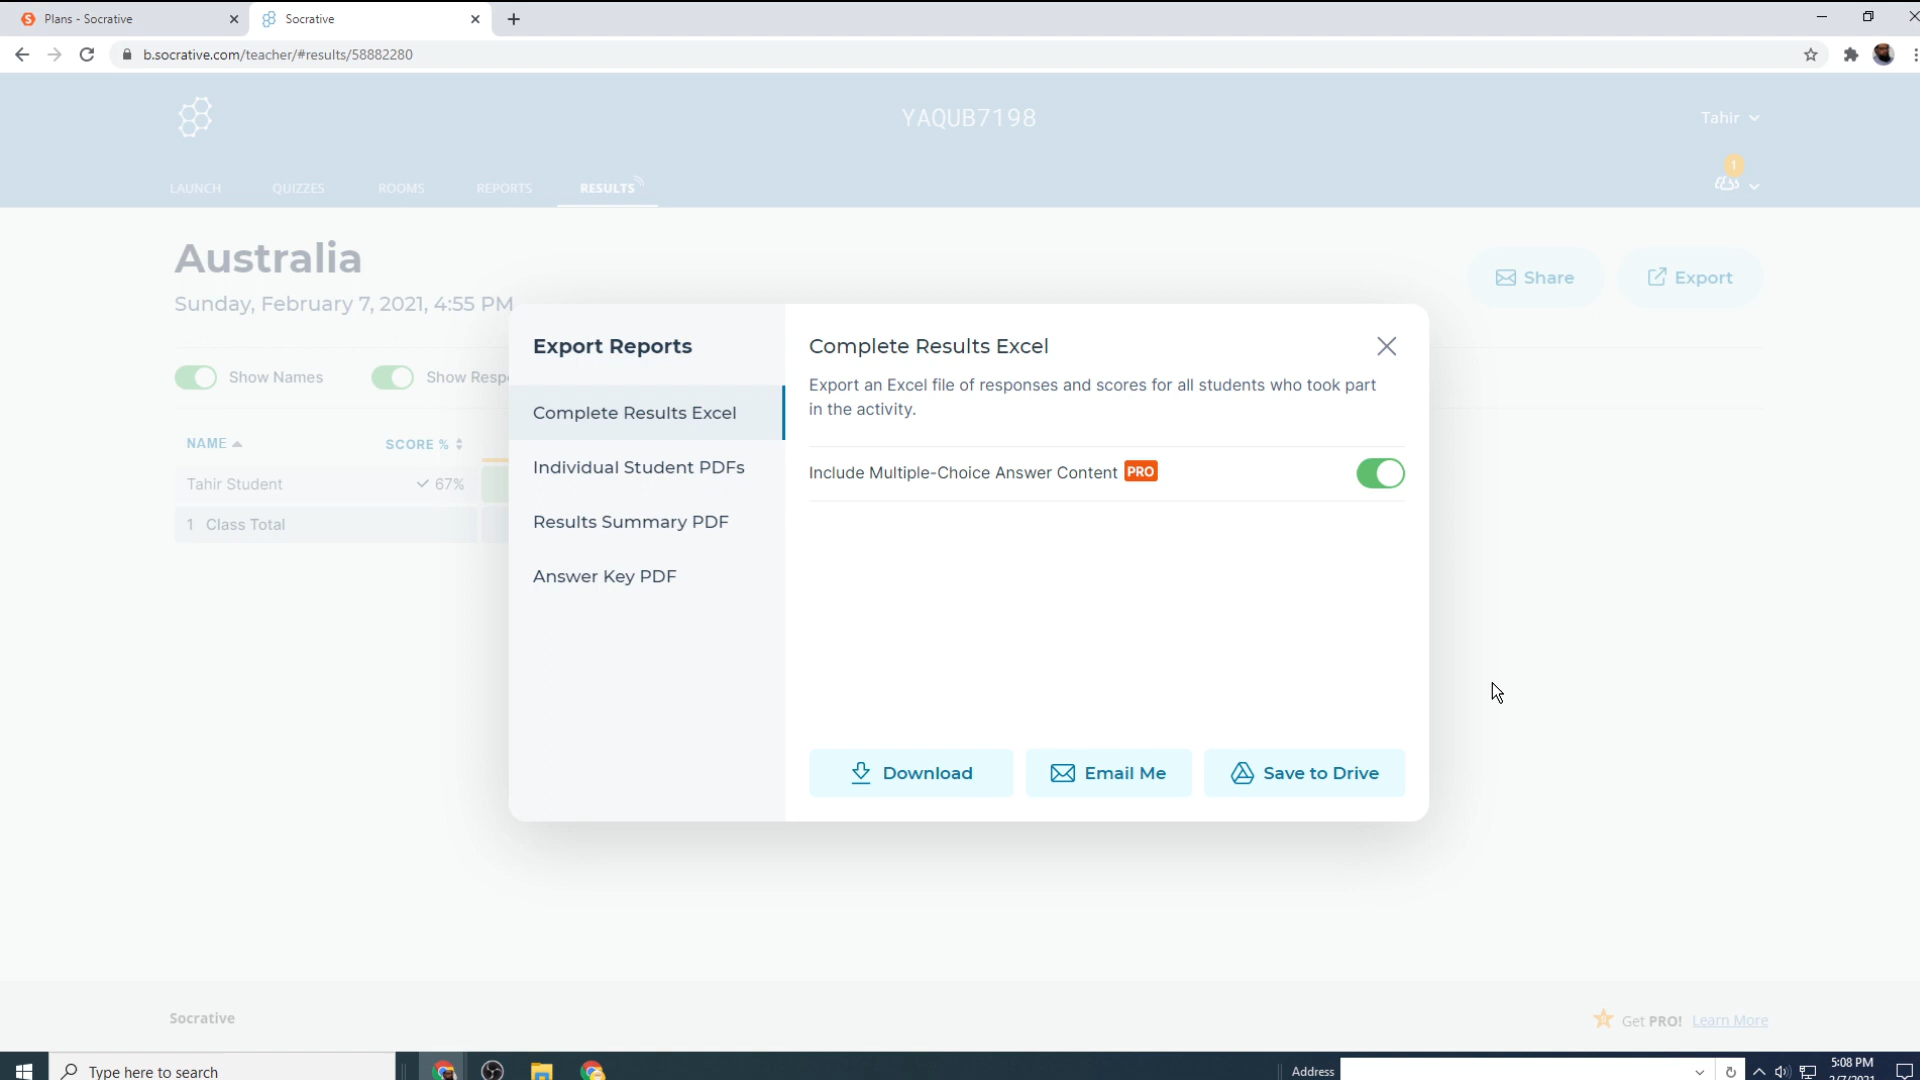 Plans - Socrative
Socrative
b.socrative.com/teacher/#results/58882280
YAQUB7198
Tahir
1
LAUNCH
QUIZZES
ROOMS
REPORTS
RESULTS
Australia
Sunday, February 7, 2021, 4:55 PM
Share
Export
Show Names
Show Resp
NAME
SCORE %
Tahir Student
67%
1 Class Total
Export Reports
Complete Results Excel
Individual Student PDFs
Results Summary PDF
Answer Key PDF
Complete Results Excel
Export an Excel file of responses and scores for all students who took part
in the activity.
Include Multiple-Choice Answer Content PRO
Download
Email Me
Save to Drive
Socrative
Get PRO! Learn More
Type here to search
Address
5:08 PM
2/7/2021